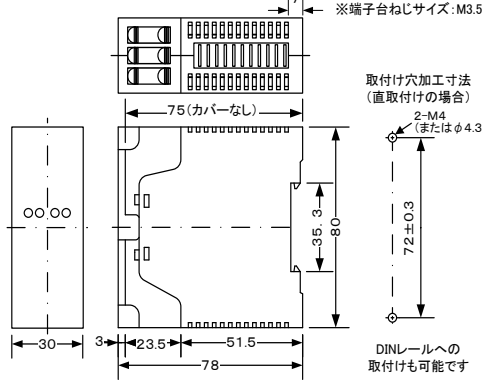 ※端子台ねじサイズ:M3.5
取付け穴加工寸法
(直取付けの場合)
2-M4
(またはφ4.3
75(カバーなし)
35.3
80
72±0.3
30
3
23.5
51.5
78
DINレールへの
取付けも可能です